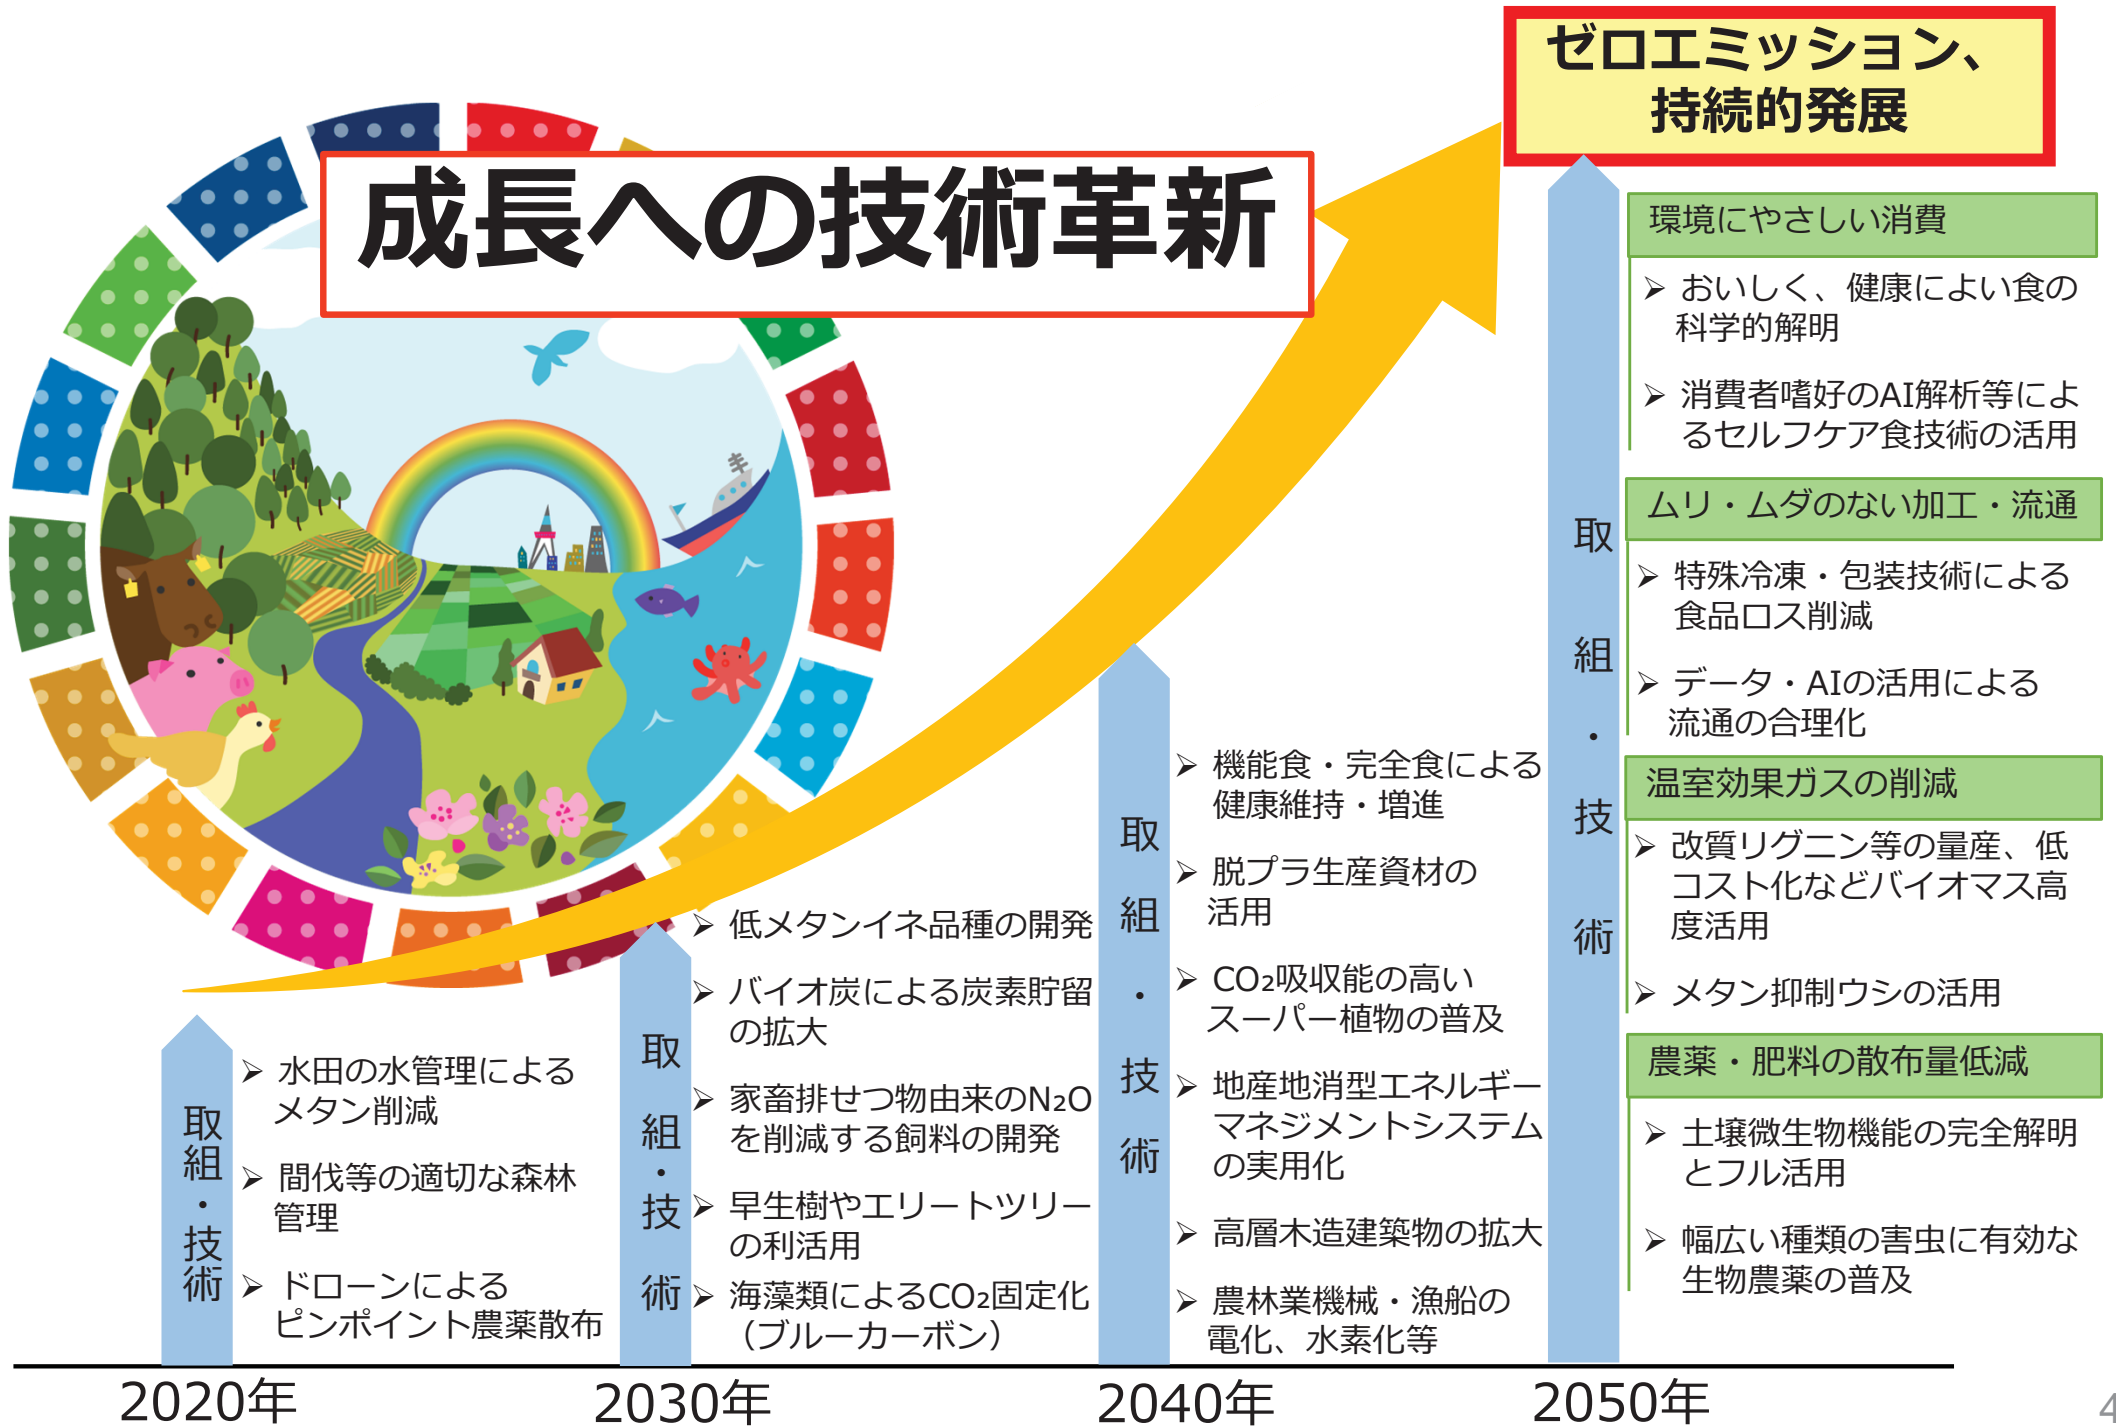 ゼロエミッション、
持続的発展
成長への技術革新
取組・技術
➢ 水田の水管理による
メタン削減
➢ 間伐等の適切な森林
管理
➢ ドローンによる
ピンポイント農薬散布
取組・技術
➢ 低メタンイネ品種の開発
➢ バイオ炭による炭素貯留
の拡大
➢ 家畜排せつ物由来のN₂O
を削減する飼料の開発
➢ 早生樹やエリートツリー
の利活用
➢ 海藻類によるCO₂固定化
（ブルーカーボン）
取組・技術
➢ 機能食・完全食による
健康維持・増進
➢ 脱プラ生産資材の
活用
➢ CO₂吸収能の高い
スーパー植物の普及
➢ 地産地消型エネルギー
マネジメントシステム
の実用化
➢ 高層木造建築物の拡大
➢ 農林業機械・漁船の
電化、水素化等
取組・技術
環境にやさしい消費
➢ おいしく、健康によい食の
科学的解明
➢ 消費者嗜好のAI解析等によ
るセルフケア食技術の活用
ムリ・ムダのない加工・流通
➢ 特殊冷凍・包装技術による
食品ロス削減
➢ データ・AIの活用による
流通の合理化
温室効果ガスの削減
➢ 改質リグニン等の量産、低
コスト化などバイオマス高
度活用
➢ メタン抑制ウシの活用
農薬・肥料の散布量低減
➢ 土壌微生物機能の完全解明
とフル活用
➢ 幅広い種類の害虫に有効な
生物農薬の普及
2020年
2030年
2040年
2050年
4